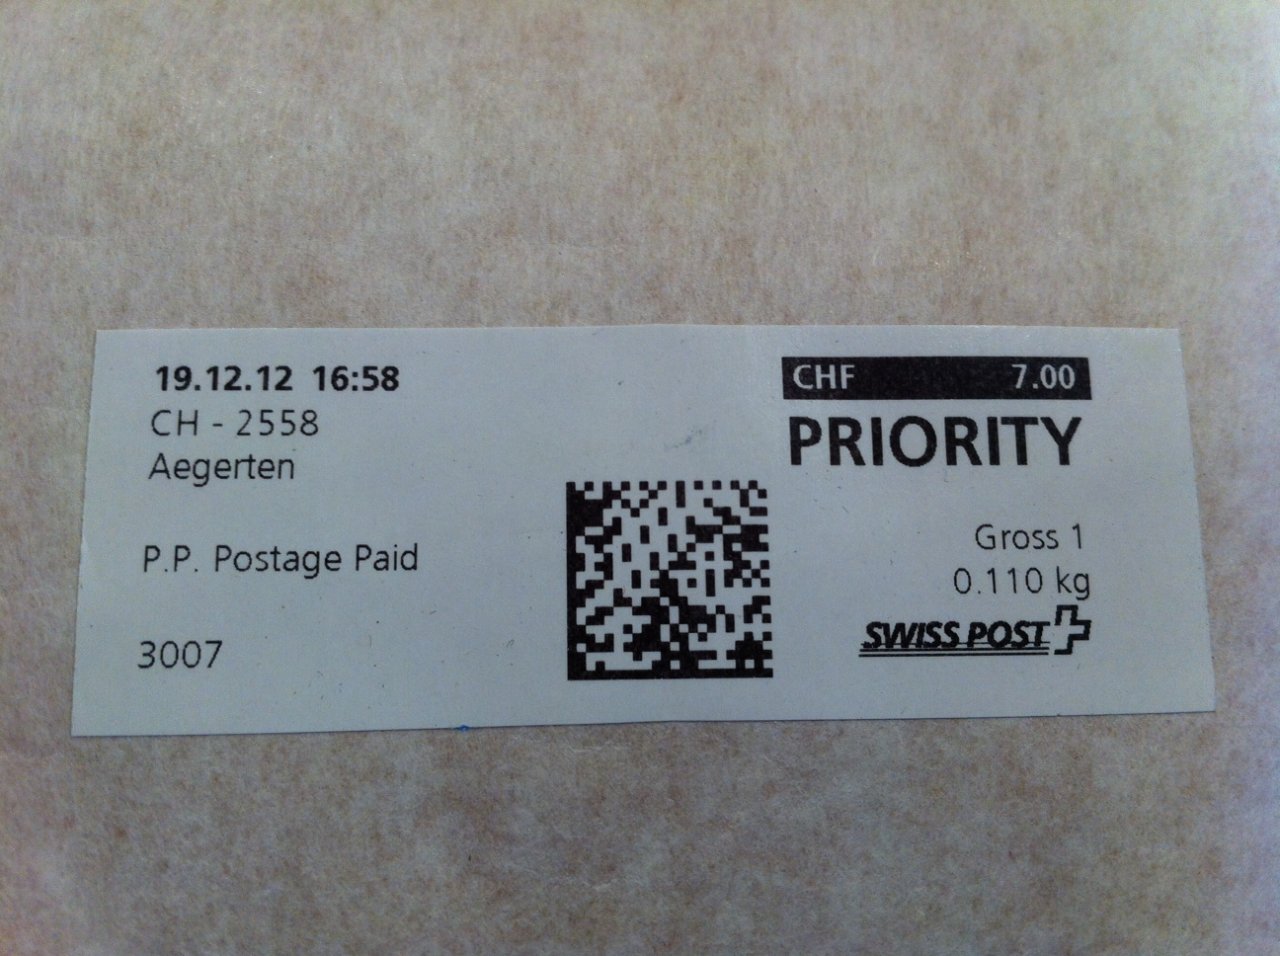 19.12.12 16:58
CH - 2558
Aegerten
P.P. Postage Paid
3007
CHF 7.00
PRIORITY
Gross 1
0.110 kg
SWISS POST